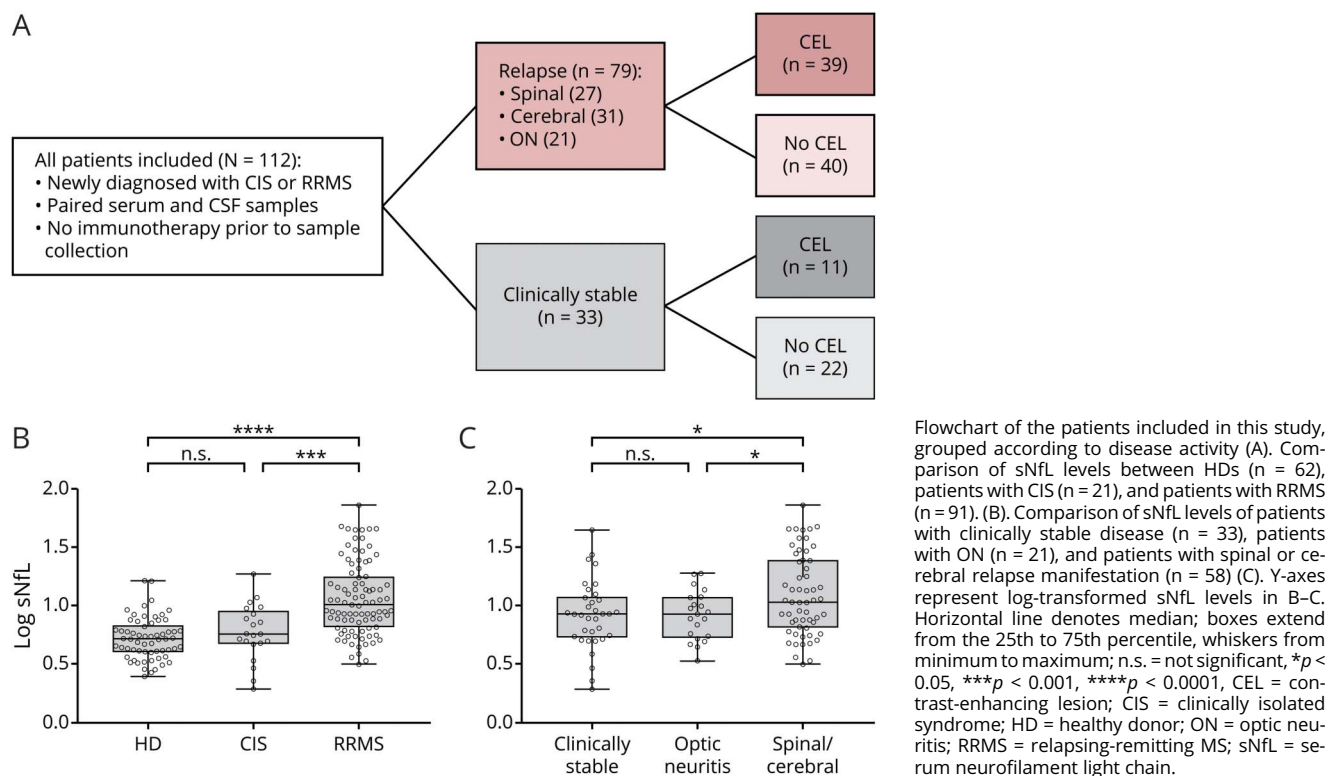 A
All patients included (N = 112):
• Newly diagnosed with CIS or RRMS
• Paired serum and CSF samples
• No immunotherapy prior to sample
collection
Relapse (n = 79):
• Spinal (27)
• Cerebral (31)
• ON (21)
CEL
(n = 39)
No CEL
(n = 40)
Clinically stable
(n = 33)
CEL
(n = 11)
No CEL
(n = 22)
B
****
n.s.
***
Log sNfL
2.0
1.5
1.0
0.5
0.0
HD
CIS
RRMS
C
*
n.s.
*
2.0
1.5
1.0
0.5
0.0
Clinically
stable
Optic
neuritis
Spinal/
cerebral
Flowchart of the patients included in this study,
grouped according to disease activity (A). Com-
parison of sNfL levels between HDs (n = 62),
patients with CIS (n = 21), and patients with RRMS
(n = 91). (B). Comparison of sNfL levels of patients
with clinically stable disease (n = 33), patients
with ON (n = 21), and patients with spinal or ce-
rebral relapse manifestation (n = 58) (C). Y-axes
represent log-transformed sNfL levels in B–C.
Horizontal line denotes median; boxes extend
from the 25th to 75th percentile, whiskers from
minimum to maximum; n.s. = not significant, *p <
0.05, ***p < 0.001, ****p < 0.0001, CEL = con-
trast-enhancing lesion; CIS = clinically isolated
syndrome; HD = healthy donor; ON = optic neu-
ritis; RRMS = relapsing-remitting MS; sNfL = se-
rum neurofilament light chain.